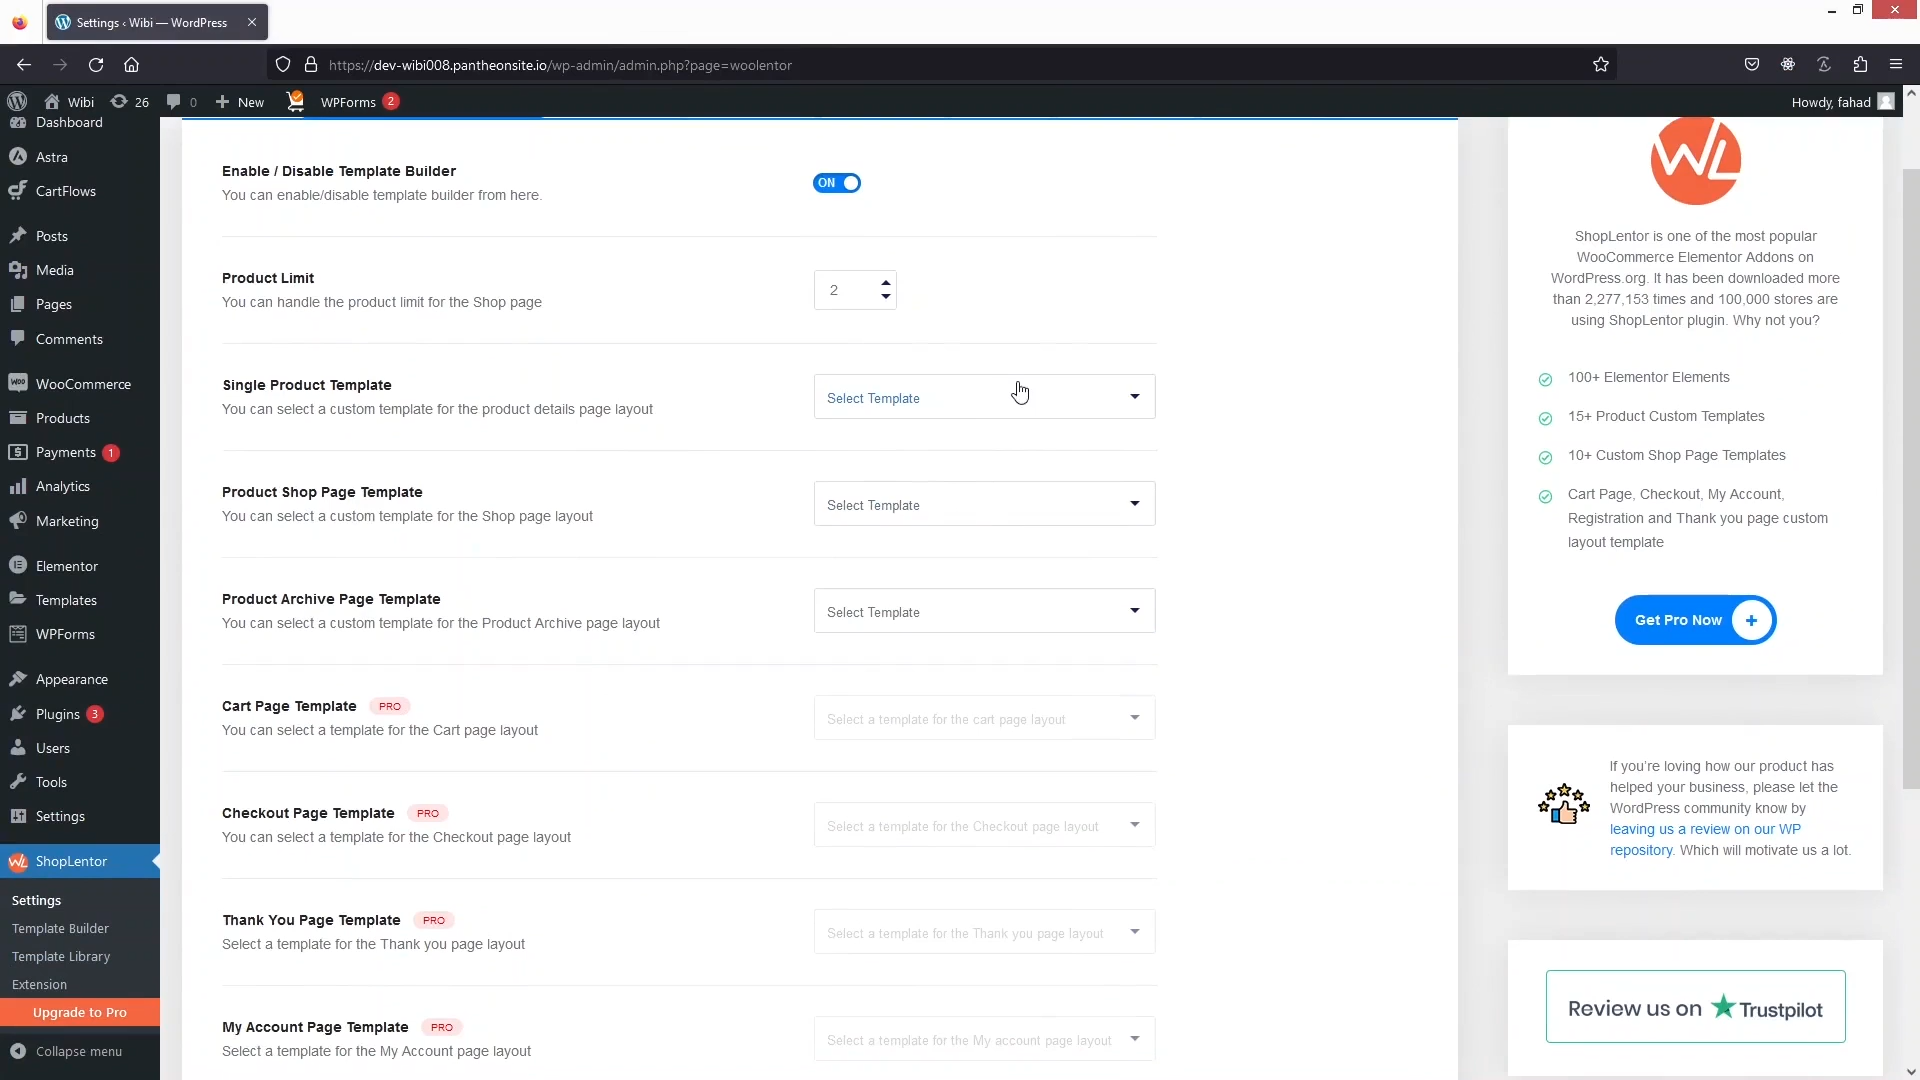 Settings ‹ Wibi — WordPress
https://dev-wibi008.pantheonsite.io/wp-admin/admin.php?page=woolentor
Wibi
26
0
New
WPForms 2
Howdy, fahad
Dashboard
Astra
CartFlows
Posts
Media
Pages
Comments
WooCommerce
Products
Payments 1
Analytics
Marketing
Elementor
Templates
WPForms
Appearance
Plugins 3
Users
Tools
Settings
ShopLentor
Settings
Template Builder
Template Library
Extension
Upgrade to Pro
Collapse menu
Enable / Disable Template Builder
You can enable/disable template builder from here.
ON
Product Limit
You can handle the product limit for the Shop page
2
Single Product Template
You can select a custom template for the product details page layout
Select Template
Product Shop Page Template
You can select a custom template for the Shop page layout
Select Template
Product Archive Page Template
You can select a custom template for the Product Archive page layout
Select Template
Cart Page Template PRO
You can select a template for the Cart page layout
Select a template for the cart page layout
Checkout Page Template PRO
You can select a template for the Checkout page layout
Select a template for the Checkout page layout
Thank You Page Template PRO
Select a template for the Thank you page layout
Select a template for the Thank you page layout
My Account Page Template PRO
Select a template for the My Account page layout
Select a template for the My account page layout
WL
ShopLentor is one of the most popular
WooCommerce Elementor Addons on
WordPress.org. It has been downloaded more
than 2,277,153 times and 100,000 stores are
using ShopLentor plugin. Why not you?
100+ Elementor Elements
15+ Product Custom Templates
10+ Custom Shop Page Templates
Cart Page, Checkout, My Account,
Registration and Thank you page custom
layout template
Get Pro Now +
If you're loving how our product has
helped your business, please let the
WordPress community know by
leaving us a review on our WP
repository. Which will motivate us a lot.
Review us on Trustpilot